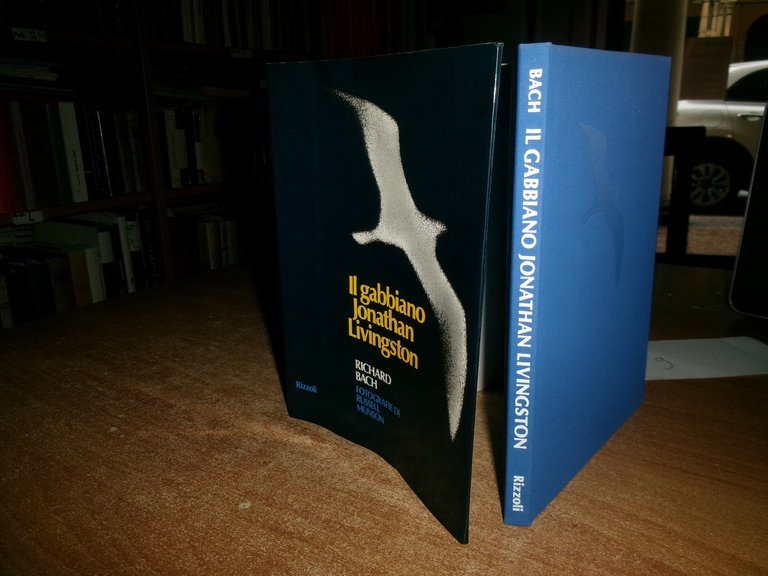 Il gabbiano
Jonathan
Livingston
RICHARD
BACH
FOTOGRAFIE DI
RUSSELL
MUNSON
Rizzoli
BACH IL GABBIANO JONATHAN LIVINGSTON Rizzoli